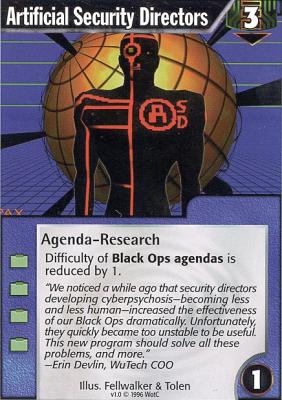 Artificial Security Directors
3
A S
D
PAX
Agenda–Research
Difficulty of Black Ops agendas is
reduced by 1.
"We noticed a while ago that security directors
developing cyberpsychosis—becoming less
and less human—increased the effectiveness
of our Black Ops dramatically. Unfortunately,
they quickly became too unstable to be useful.
This new program should solve all these
problems, and more."
—Erin Devlin, WuTech COO
Illus. Fellwalker & Tolen
v1.0 © 1996 WotC
1